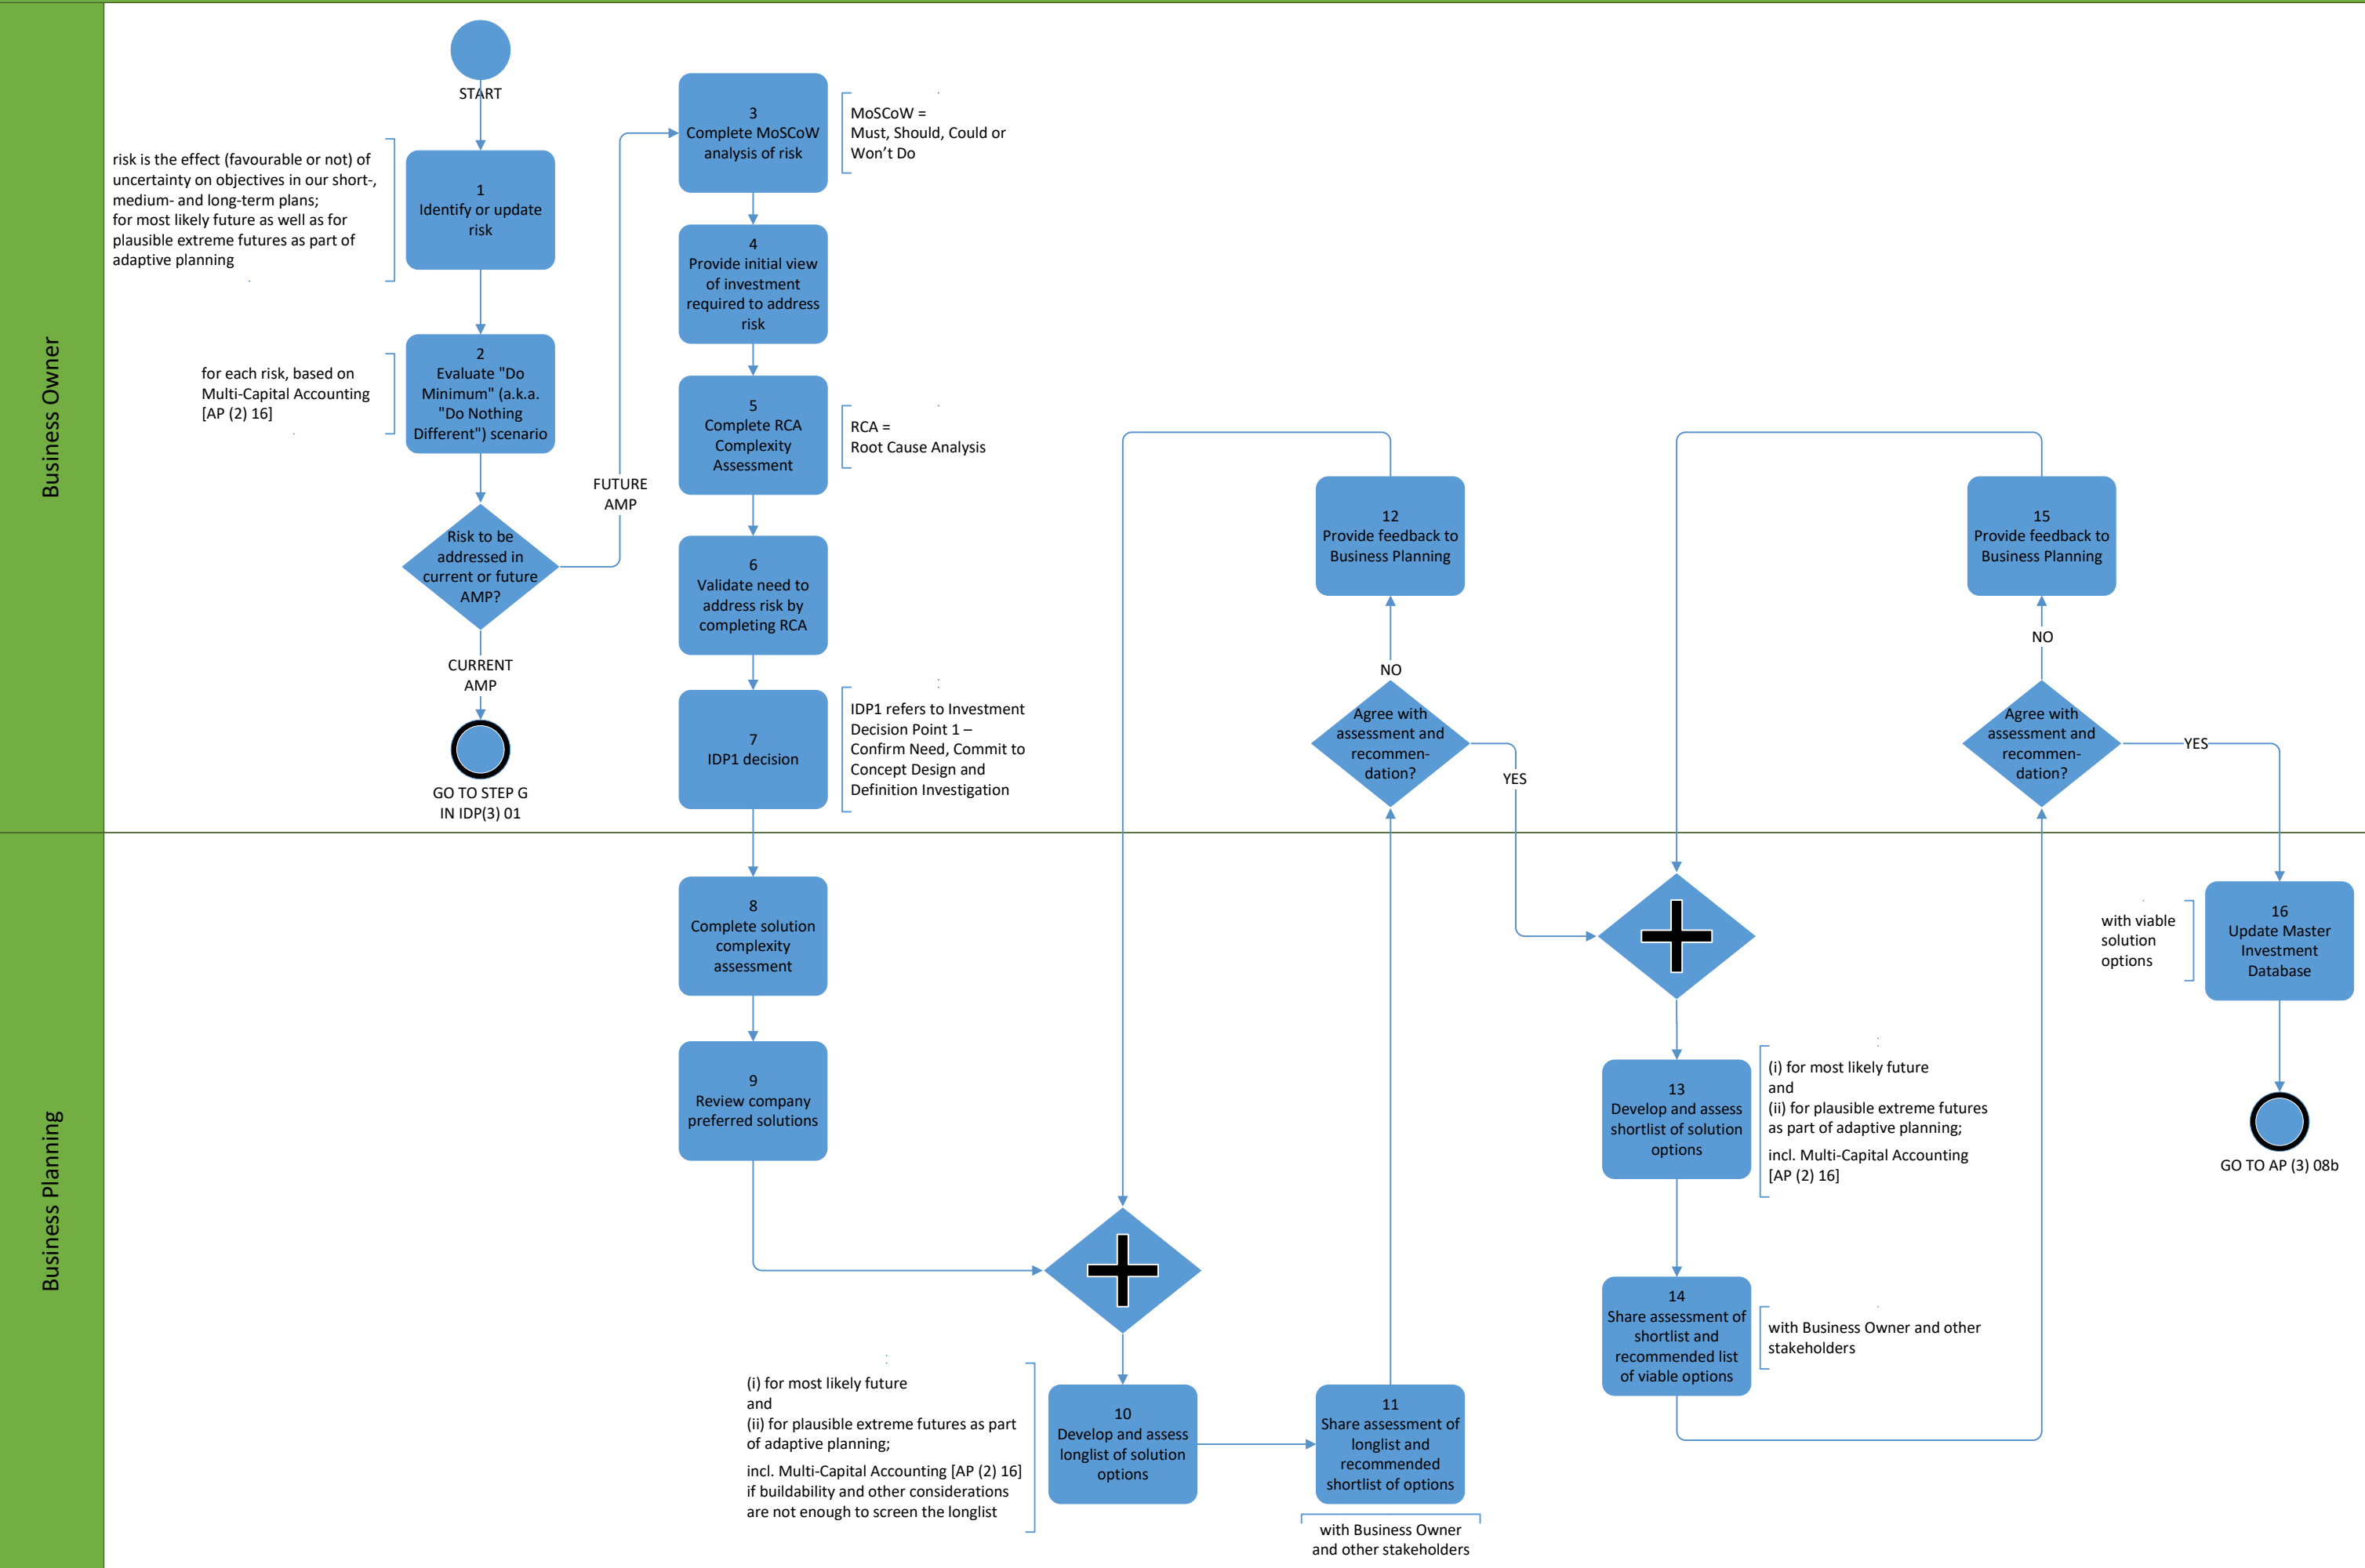 Business Owner
START
risk is the effect (favourable or not) of
uncertainty on objectives in our short-,
medium- and long-term plans;
for most likely future as well as for
plausible extreme futures as part of
adaptive planning
1
Identify or update
risk
for each risk, based on
Multi-Capital Accounting
[AP (2) 16]
2
Evaluate "Do
Minimum" (a.k.a.
"Do Nothing
Different") scenario
Risk to be
addressed in
current or future
AMP?
CURRENT
AMP
GO TO STEP G
IN IDP(3) 01
FUTURE
AMP
3
Complete MoSCoW
analysis of risk
MoSCoW =
Must, Should, Could or
Won't Do
4
Provide initial view
of investment
required to address
risk
5
Complete RCA
Complexity
Assessment
RCA =
Root Cause Analysis
6
Validate need to
address risk by
completing RCA
7
IDP1 decision
IDP1 refers to Investment
Decision Point 1 –
Confirm Need, Commit to
Concept Design and
Definition Investigation
12
Provide feedback to
Business Planning
NO
Agree with
assessment and
recommen-
dation?
YES
15
Provide feedback to
Business Planning
NO
Agree with
assessment and
recommen-
dation?
YES
Business Planning
8
Complete solution
complexity
assessment
9
Review company
preferred solutions
(i) for most likely future
and
(ii) for plausible extreme futures as part
of adaptive planning;
incl. Multi-Capital Accounting [AP (2) 16]
if buildability and other considerations
are not enough to screen the longlist
10
Develop and assess
longlist of solution
options
11
Share assessment of
longlist and
recommended
shortlist of options
with Business Owner
and other stakeholders
13
Develop and assess
shortlist of solution
options
(i) for most likely future
and
(ii) for plausible extreme futures
as part of adaptive planning;
incl. Multi-Capital Accounting
[AP (2) 16]
14
Share assessment of
shortlist and
recommended list
of viable options
with Business Owner and other
stakeholders
with viable
solution
options
16
Update Master
Investment
Database
GO TO AP (3) 08b